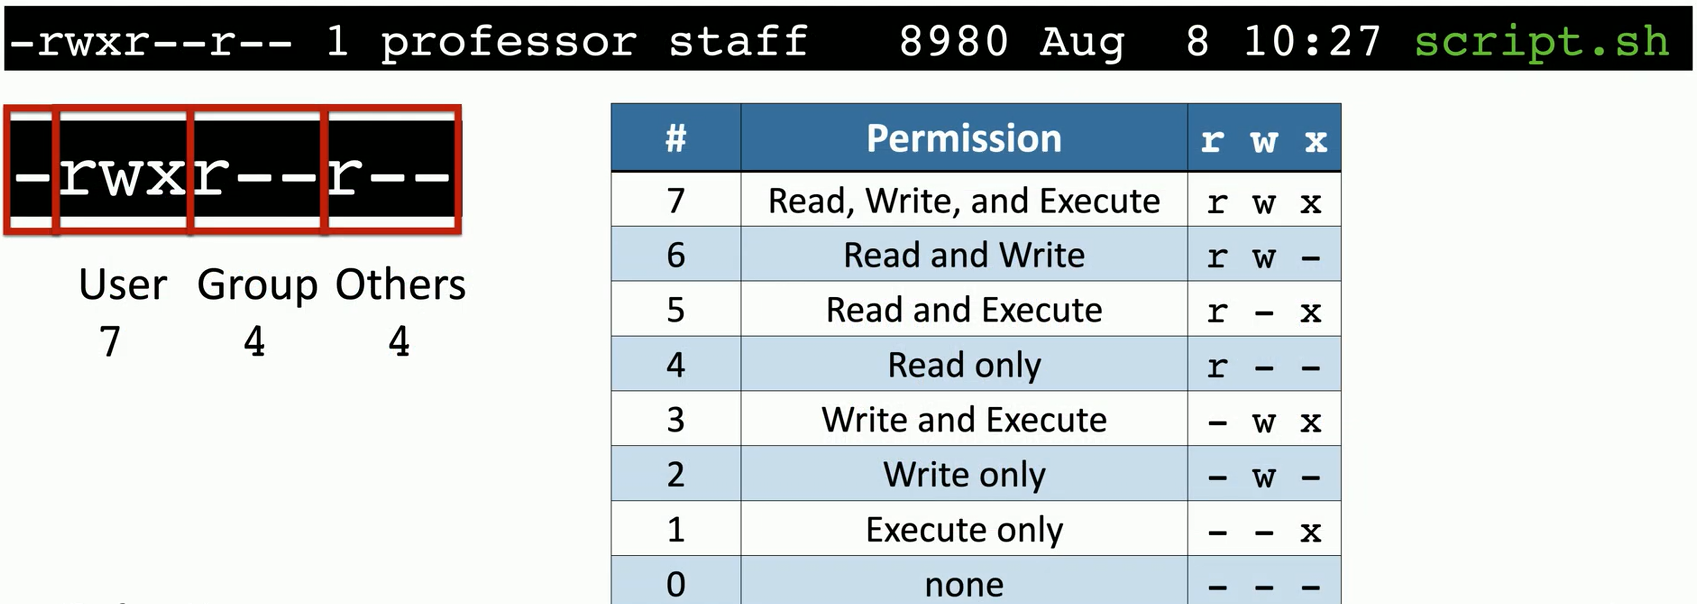 -rwxr--r-- 1 professor staff 8980 Aug 8 10:27 script.sh
-rwxr--r--
User Group Others
7 4 4
# Permission r w x
7 Read, Write, and Execute r w x
6 Read and Write r w -
5 Read and Execute r - x
4 Read only r - -
3 Write and Execute - w x
2 Write only - w -
1 Execute only - - x
0 none - - -